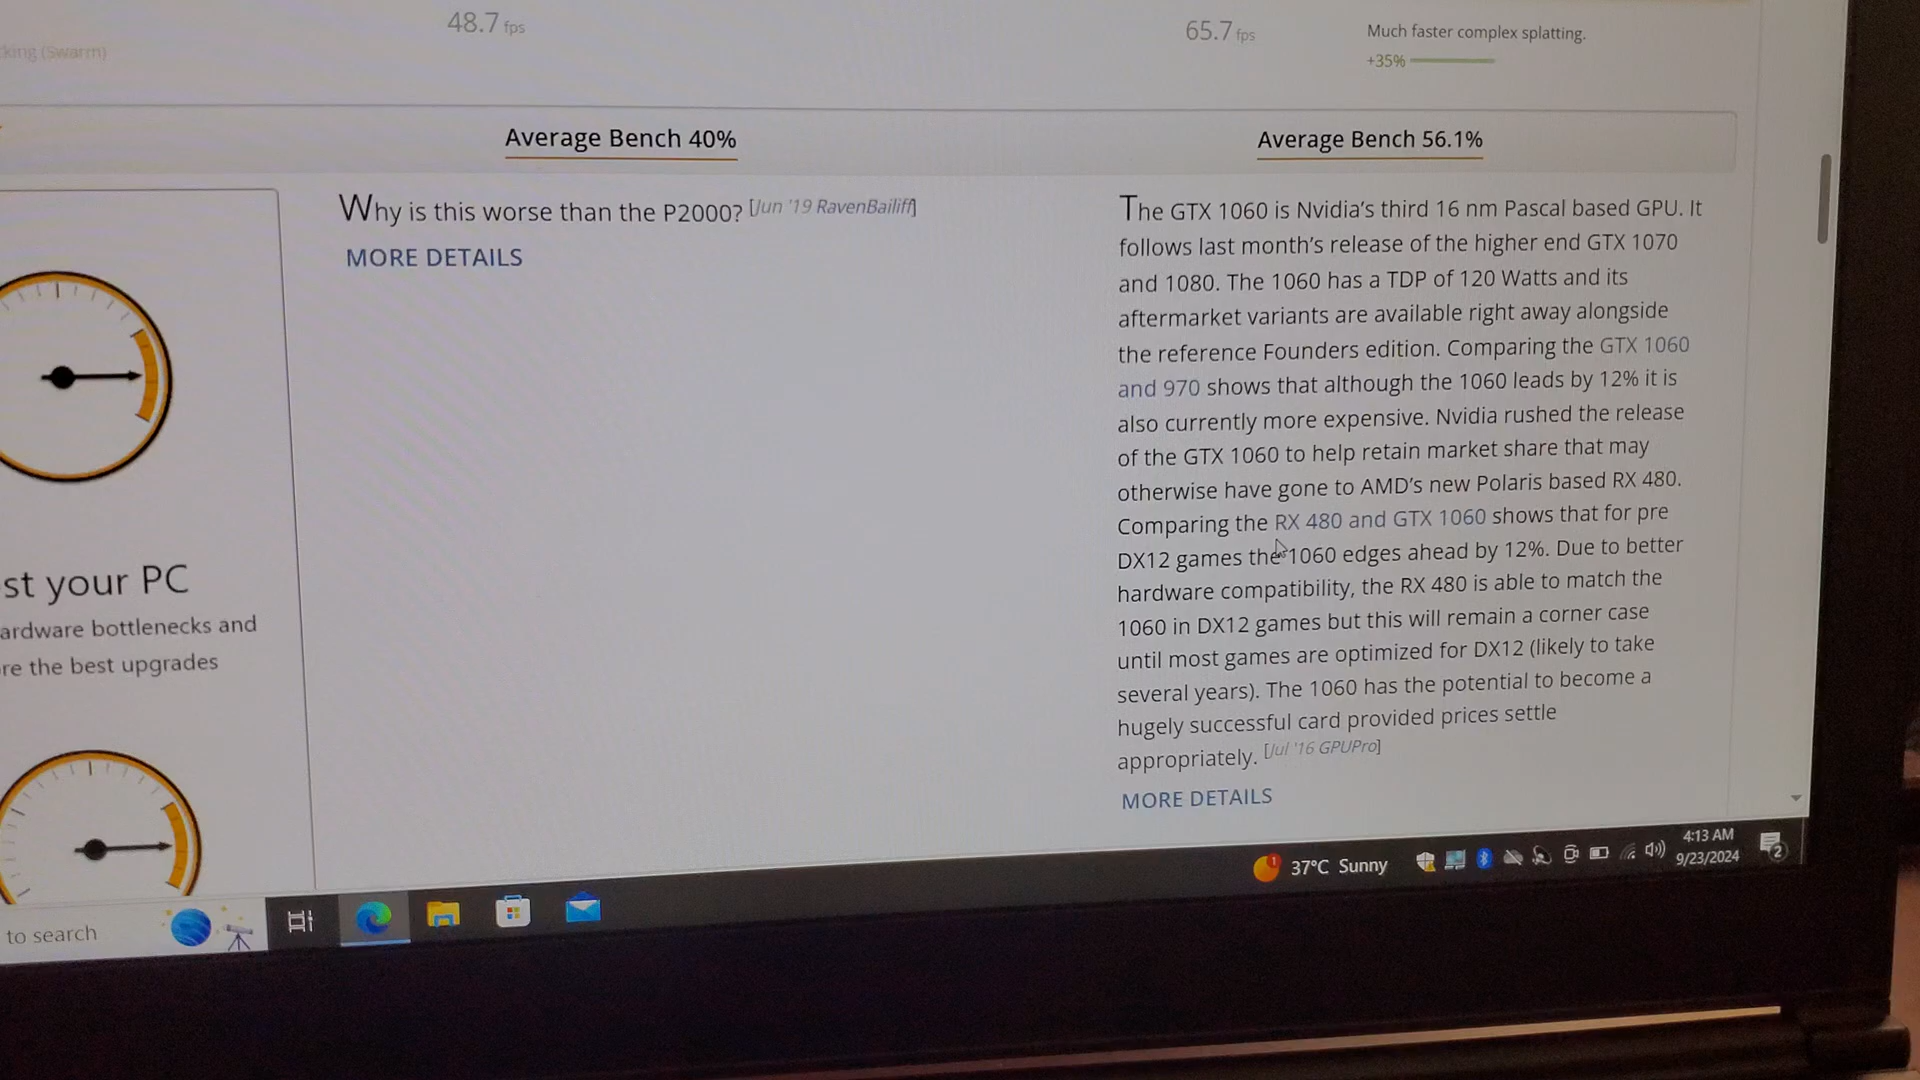 48.7 fps
65.7 fps
Much faster complex splatting.
+35%
king (Swarm)
Average Bench 40%
Average Bench 56.1%
Why is this worse than the P2000? [Jun '19 RavenBailiff]
MORE DETAILS
The GTX 1060 is Nvidia's third 16 nm Pascal based GPU. It
follows last month's release of the higher end GTX 1070
and 1080. The 1060 has a TDP of 120 Watts and its
aftermarket variants are available right away alongside
the reference Founders edition. Comparing the GTX 1060
and 970 shows that although the 1060 leads by 12% it is
also currently more expensive. Nvidia rushed the release
of the GTX 1060 to help retain market share that may
otherwise have gone to AMD's new Polaris based RX 480.
Comparing the RX 480 and GTX 1060 shows that for pre
DX12 games the 1060 edges ahead by 12%. Due to better
hardware compatibility, the RX 480 is able to match the
1060 in DX12 games but this will remain a corner case
until most games are optimized for DX12 (likely to take
several years). The 1060 has the potential to become a
hugely successful card provided prices settle
appropriately. [Jul '16 GPUPro]
MORE DETAILS
st your PC
ardware bottlenecks and
re the best upgrades
to search
1
37°C Sunny
4:13 AM
9/23/2024
2